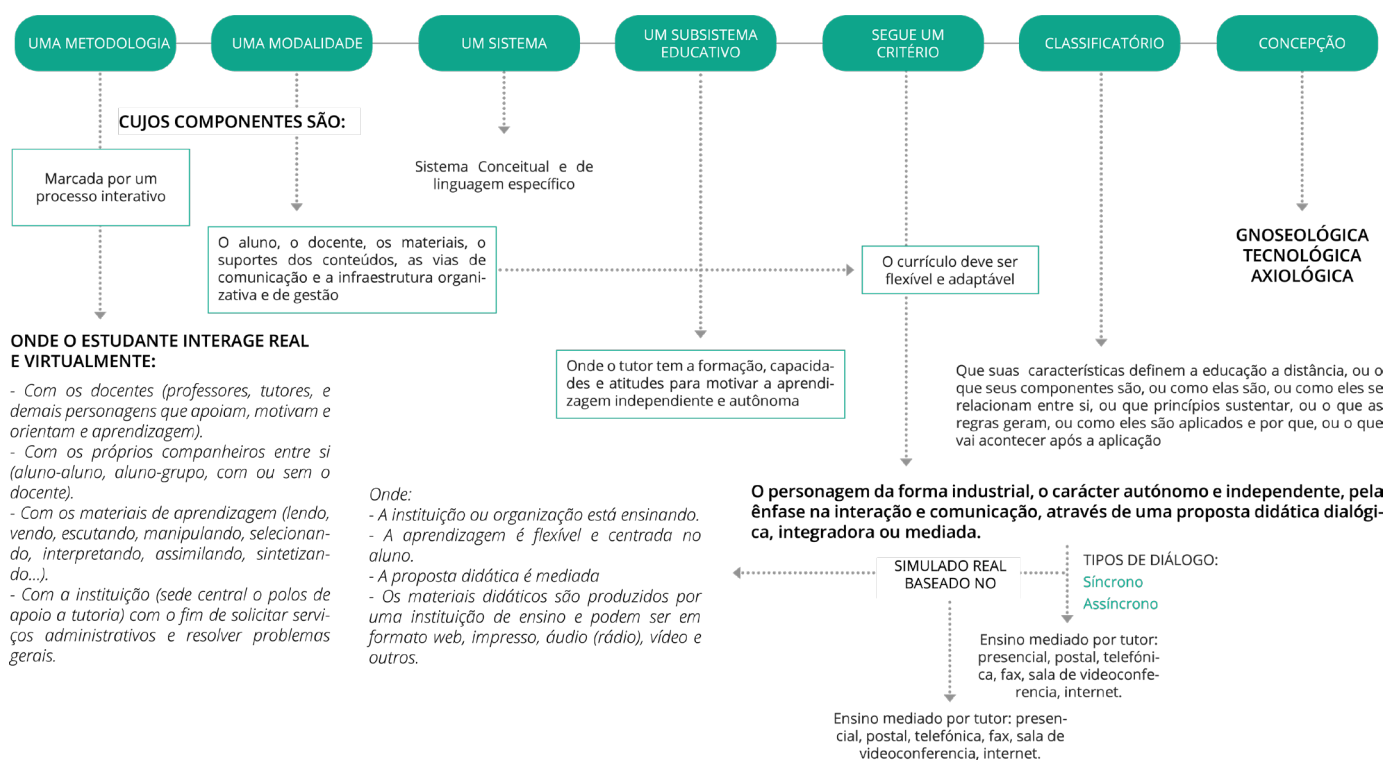 UMA METODOLOGIA
UMA MODALIDADE
UM SISTEMA
UM SUBSISTEMA
EDUCATIVO
SEGUE UM
CRITÉRIO
CLASSIFICATÓRIO
CONCEPÇÃO
CUJOS COMPONENTES SÃO:
Marcada por um
processo interativo
Sistema Conceitual e de
linguagem específico
O aluno, o docente, os materiais, o
suportes dos conteúdos, as vias de
comunicação e a infraestrutura organi-
zativa e de gestão
O currículo deve ser
flexível e adaptável
GNOSEOLÓGICA
TECNOLÓGICA
AXIOLÓGICA
ONDE O ESTUDANTE INTERAGE REAL
E VIRTUALMENTE:
- Com os docentes (professores, tutores, e
demais personagens que apoiam, motivam e
orientam e aprendizagem).
- Com os próprios companheiros entre si
(aluno-aluno, aluno-grupo, com ou sem o
docente).
- Com os materiais de aprendizagem (lendo,
vendo, escutando, manipulando, selecionan-
do, interpretando, assimilando, sintetizan-
do...).
- Com a instituição (sede central o polos de
apoio a tutoria) com o fim de solicitar servi-
ços administrativos e resolver problemas
gerais.
Onde o tutor tem a formação, capacida-
des e atitudes para motivar a aprendi-
zagem independente e autônoma
Que suas características definem a educação a distância, ou o
que seus componentes são, ou como elas são, ou como eles se
relacionam entre si, ou que princípios sustentar, ou o que as
regras geram, ou como eles são aplicados e por que, ou o que
vai acontecer após a aplicação
Onde:
- A instituição ou organização está ensinando.
- A aprendizagem é flexível e centrada no
aluno.
- A proposta didática é mediada
- Os materiais didáticos são produzidos por
uma instituição de ensino e podem ser em
formato web, impresso, áudio (rádio), vídeo e
outros.
O personagem da forma industrial, o carácter autónomo e independente, pela
ênfase na interação e comunicação, através de uma proposta didática dialógi-
ca, integradora ou mediada.
SIMULADO REAL
BASEADO NO
TIPOS DE DIÁLOGO:
Síncrono
Assíncrono
Ensino mediado por tutor:
presencial, postal, telefóni-
ca, fax, sala de videoconfe-
rencia, internet.
Ensino mediado por tutor: presen-
cial, postal, telefónica, fax, sala de
videoconferencia, internet.